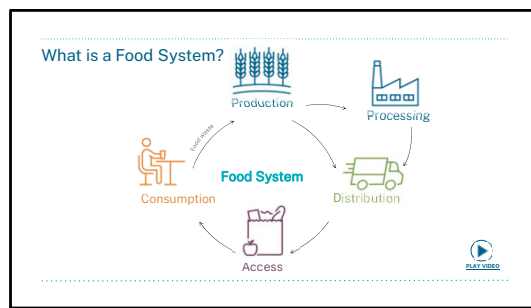 What is a Food System?
Production
Processing
Food waste
Food System
Consumption
Distribution
Access
PLAY VIDEO